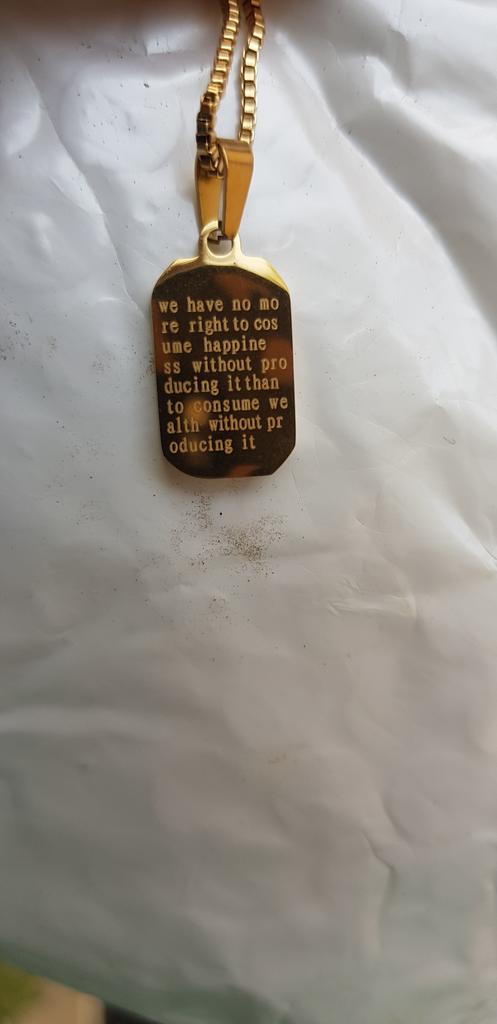 we have no mo
re right to cos
ume happine
ss without pro
ducing it than
to consume we
alth without pr
oducing it